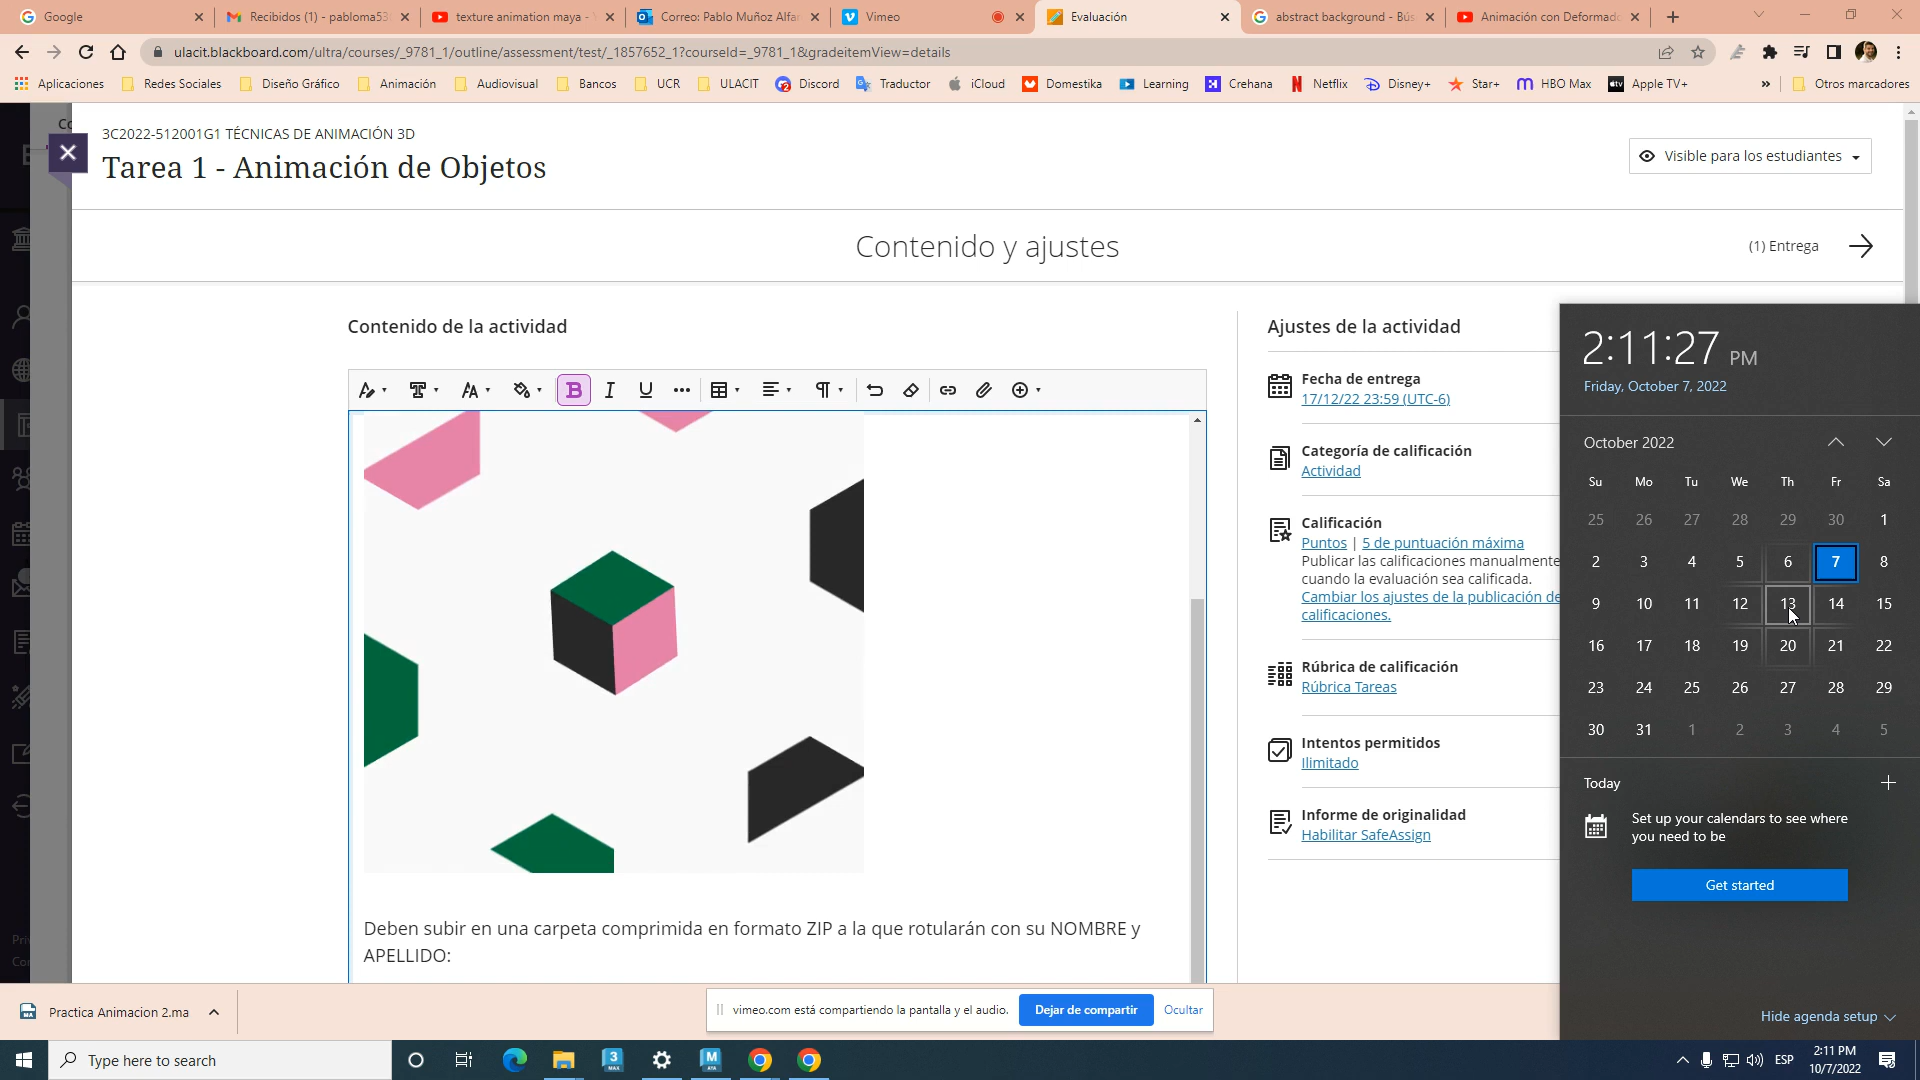 Google
Recibidos (1) - pabloma53
texture animation maya - Y
Correo: Pablo Muñoz Alfar
Vimeo
Evaluación
abstract background - Bús
Animación con Deformado
ulacit.blackboard.com/ultra/courses/_9781_1/outline/assessment/test/_1857652_1?courseId=_9781_1&gradeitemView=details
Aplicaciones
Redes Sociales
Diseño Gráfico
Animación
Audiovisual
Bancos
UCR
ULACIT
Discord
Traductor
iCloud
Domestika
Learning
Crehana
Netflix
Disney+
Star+
HBO Max
Apple TV+
»
Otros marcadores
3C2022-512001G1 TÉCNICAS DE ANIMACIÓN 3D
Tarea 1 - Animación de Objetos
Visible para los estudiantes
Contenido y ajustes
(1) Entrega
Contenido de la actividad
Ajustes de la actividad
Fecha de entrega
17/12/22 23:59 (UTC-6)
Categoría de calificación
Actividad
Calificación
Puntos | 5 de puntuación máxima
Publicar las calificaciones manualmente
cuando la evaluación sea calificada.
Cambiar los ajustes de la publicación de
calificaciones.
Rúbrica de calificación
Rúbrica Tareas
Intentos permitidos
Ilimitado
Informe de originalidad
Habilitar SafeAssign
Deben subir en una carpeta comprimida en formato ZIP a la que rotularán con su NOMBRE y
APELLIDO:
2:11:27 PM
Friday, October 7, 2022
October 2022
Su Mo Tu We Th Fr Sa
25 26 27 28 29 30 1
2 3 4 5 6 7 8
9 10 11 12 13 14 15
16 17 18 19 20 21 22
23 24 25 26 27 28 29
30 31 1 2 3 4 5
Today
Set up your calendars to see where
you need to be
Get started
Hide agenda setup
Practica Animacion 2.ma
vimeo.com está compartiendo la pantalla y el audio.
Dejar de compartir
Ocultar
Type here to search
ESP
2:11 PM
10/7/2022